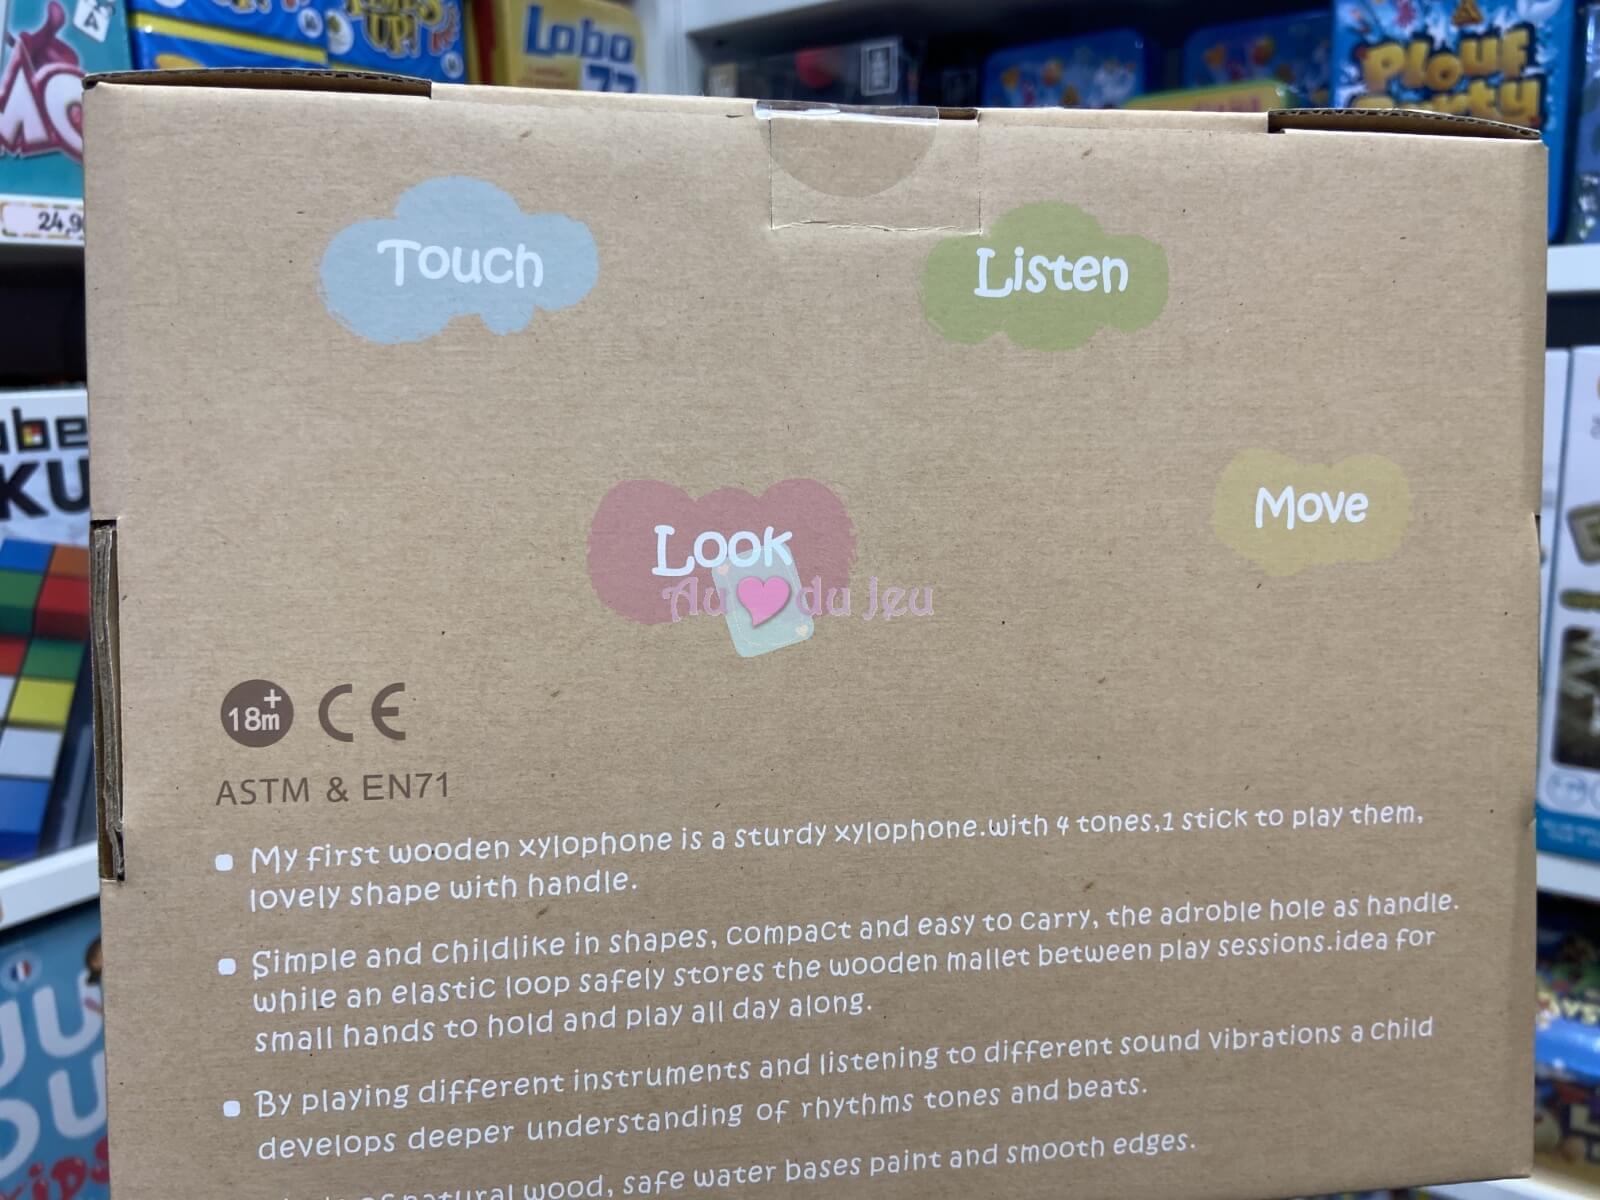 UP!
Lobo
77
Plouf
Party
24,9
Touch
Listen
Look
Move
Au du Jeu
KU
18m+ CE
ASTM & EN71
My first wooden xylophone is a sturdy xylophone.with 4 tones,1 stick to play them,
lovely shape with handle.
Simple and childlike in shapes, compact and easy to carry, the adroble hole as handle.
while an elastic loop safely stores the wooden mallet between play sessions.idea for
small hands to hold and play all day along.
By playing different instruments and listening to different sound vibrations a child
develops deeper understanding of rhythms tones and beats.
of natural wood, safe water bases paint and smooth edges.